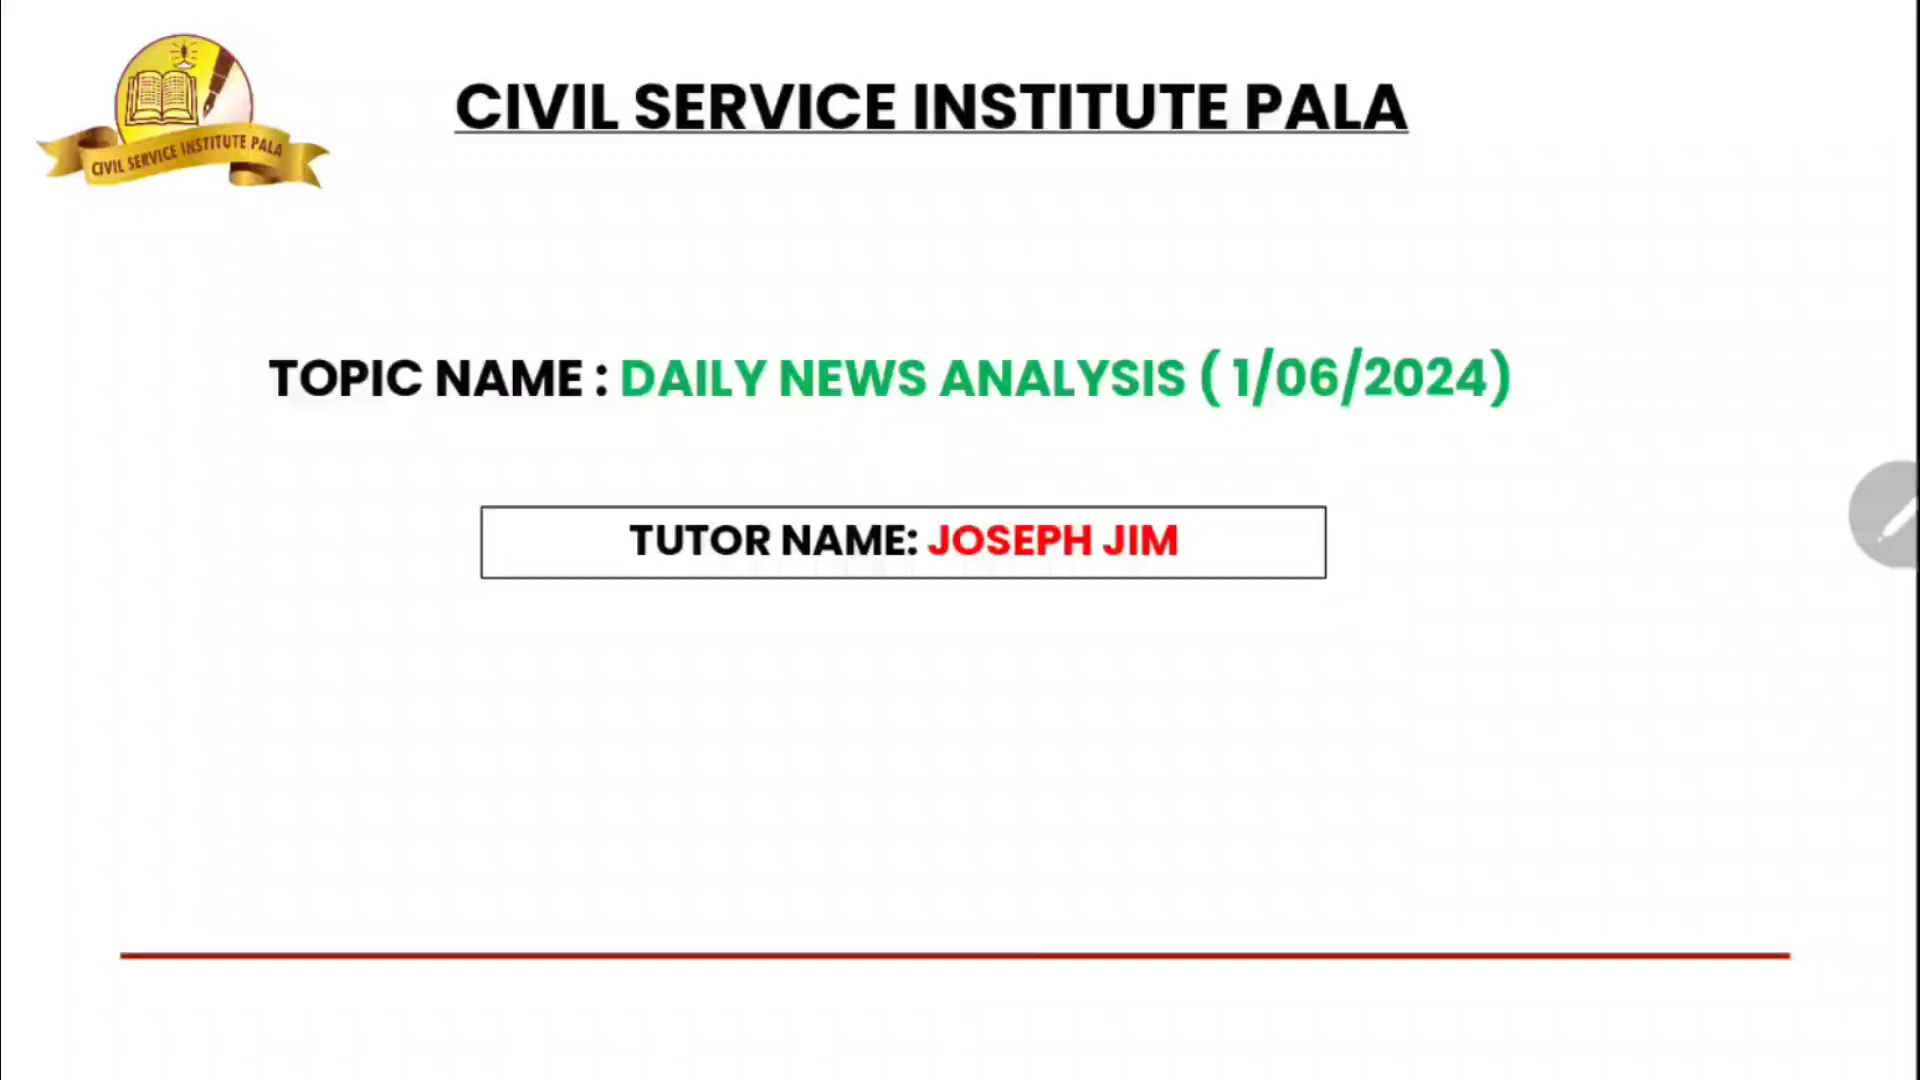 CIVIL SERVICE INSTITUTE PALA
CIVIL SERVICE INSTITUTE PALA
TOPIC NAME : DAILY NEWS ANALYSIS ( 1/06/2024)
TUTOR NAME: JOSEPH JIM